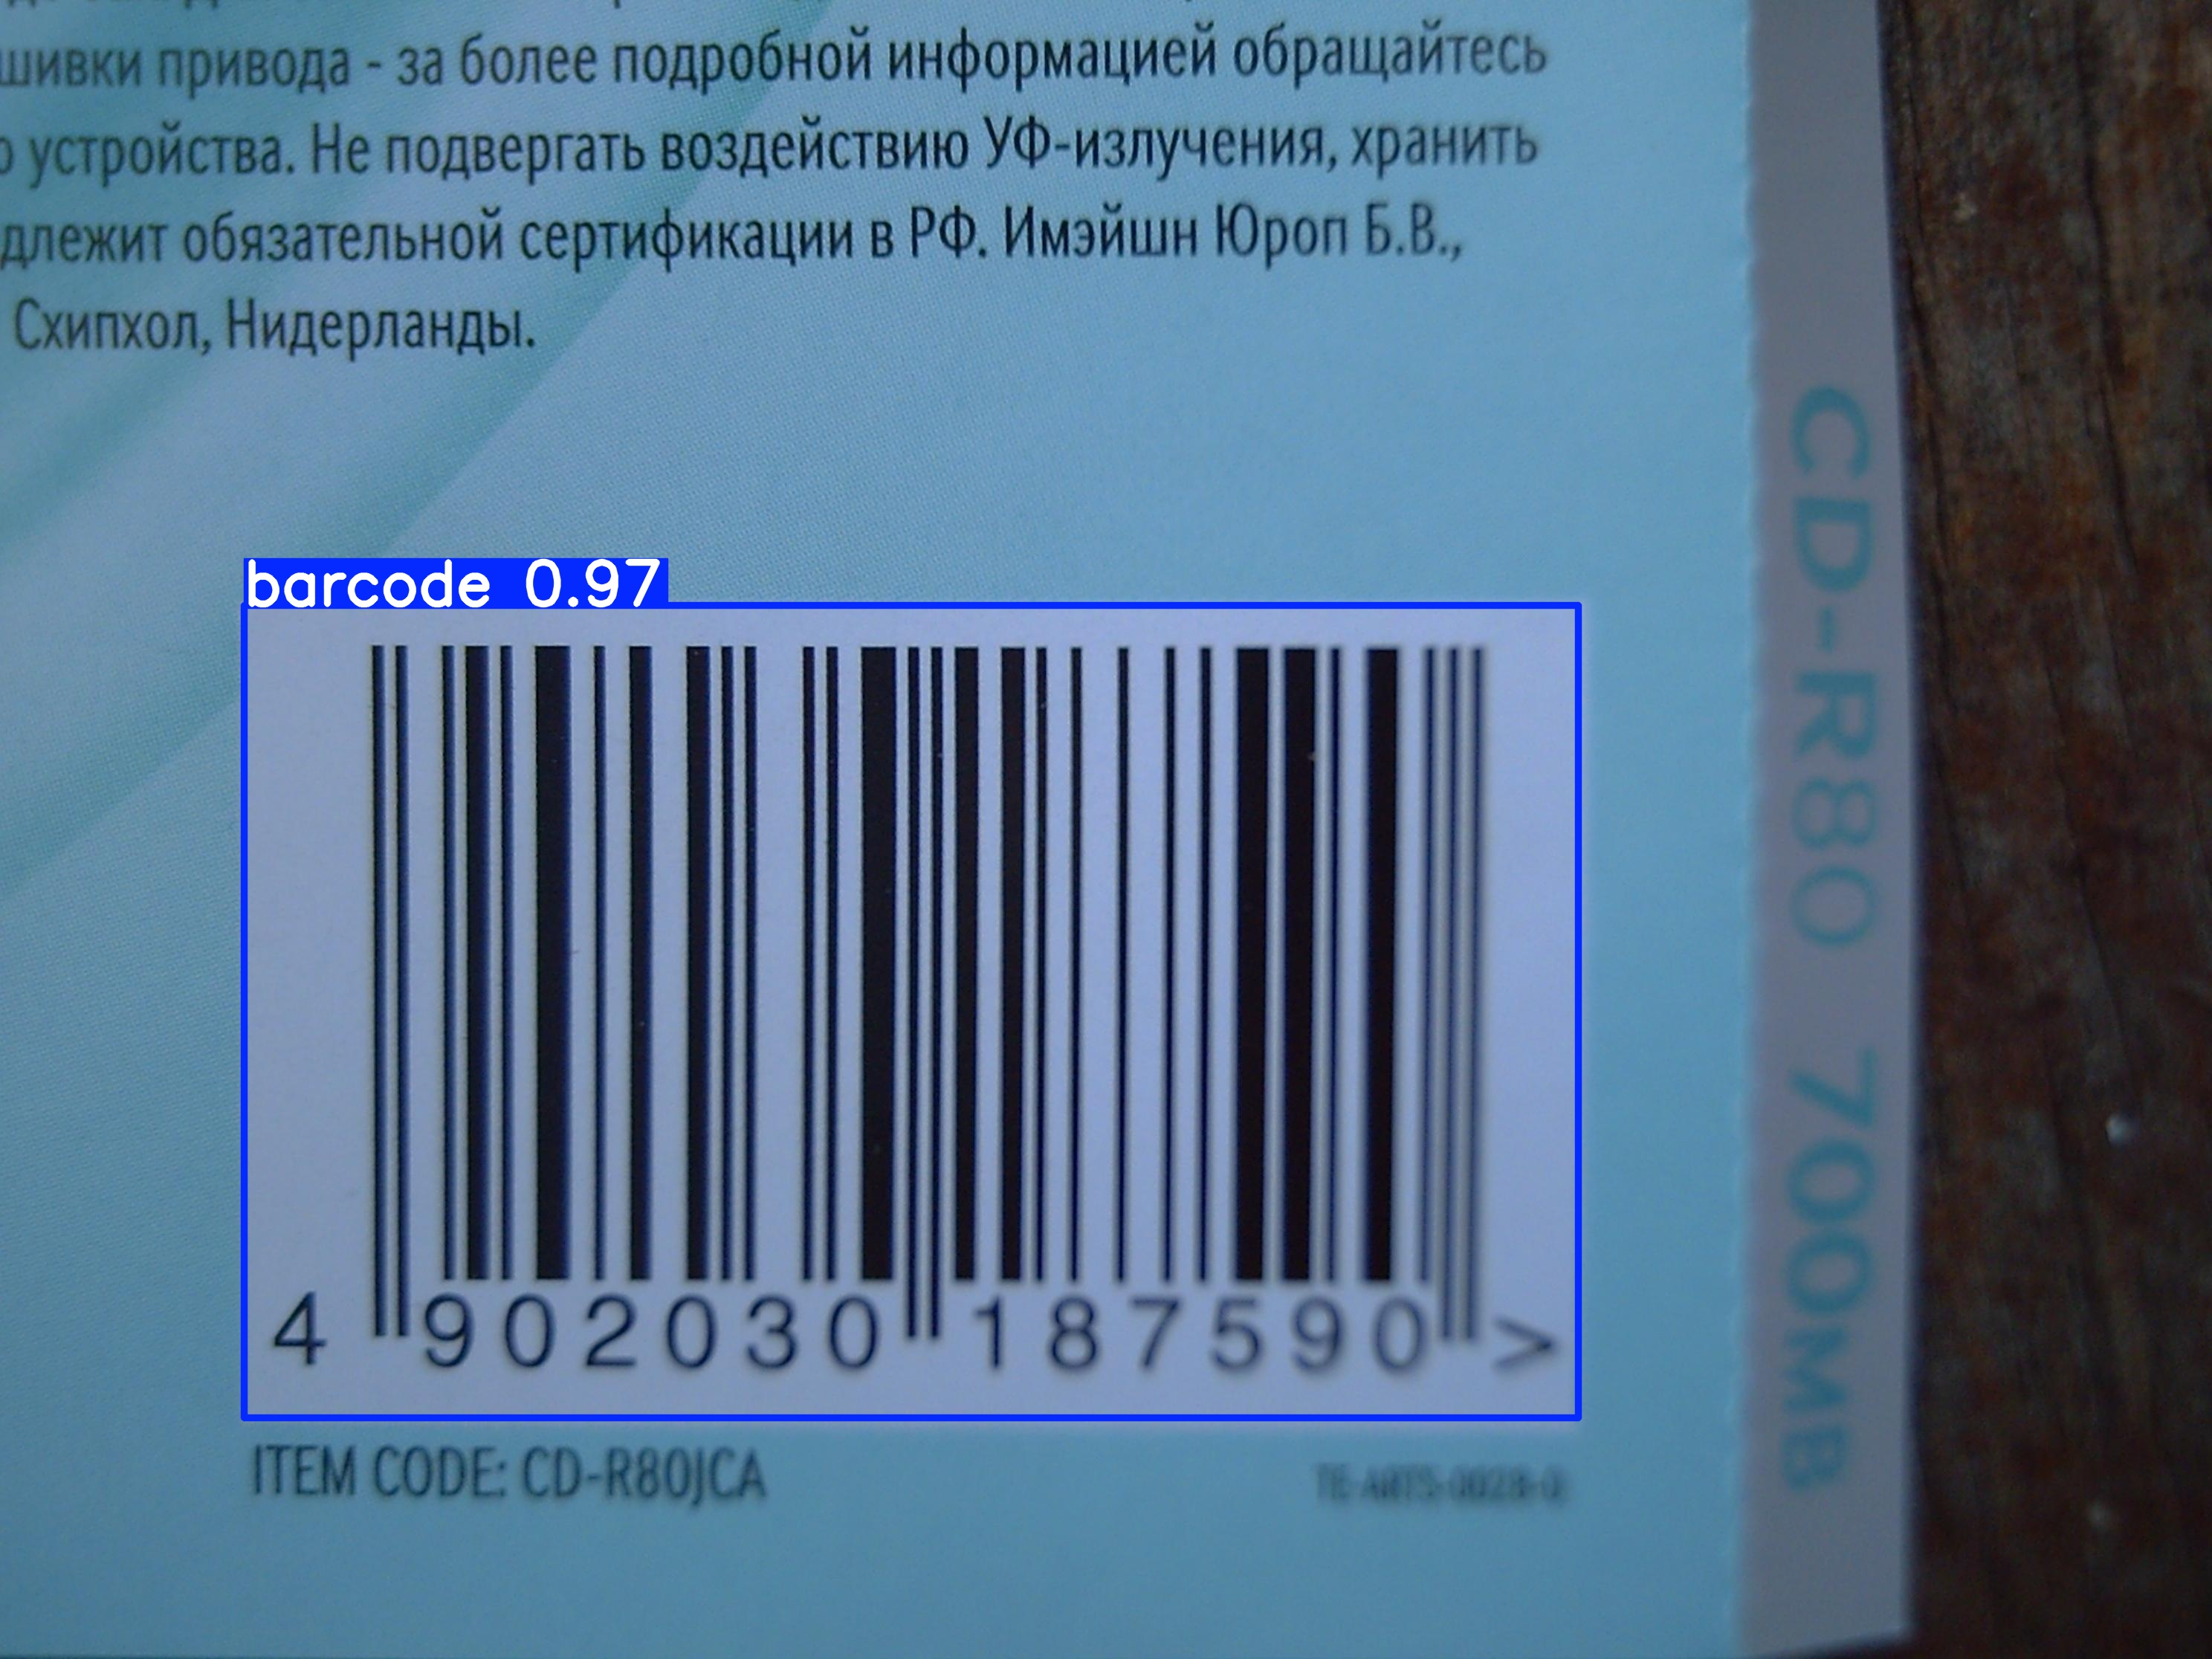 шивки привода - за более подробной информацией обращайтесь
устройства. Не подвергать воздействию УФ-излучения, хранить
длежит обязательной сертификации в РФ. Имэйшн Юроп Б.В.,
Схипхол, Нидерланды.
barcode 0.97
4 902030 187590 >
ITEM CODE: CD-R80JCA
CD-R80 700MB